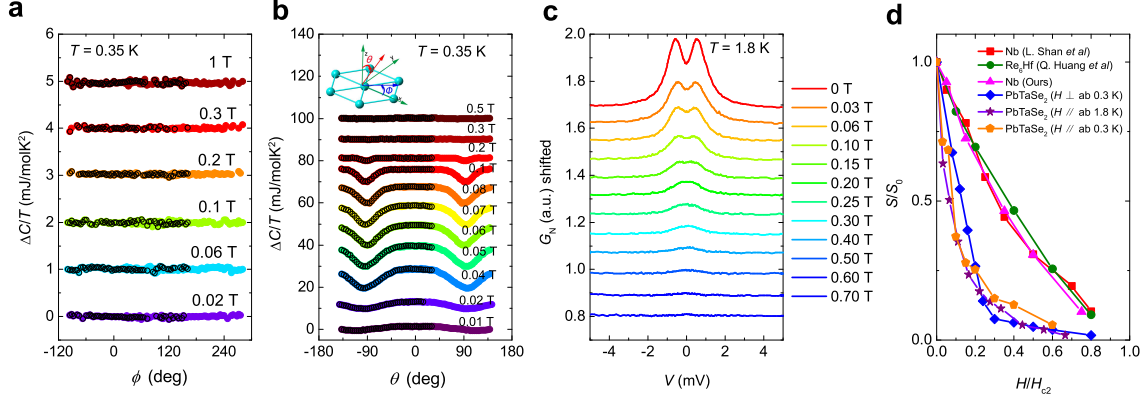 a
T = 0.35 K
1 T
0.3 T
0.2 T
0.1 T
0.06 T
0.02 T
6
5
4
3
2
1
0
-120
0
120
240
ΔC/T (mJ/molK²)
ϕ (deg)
b
T = 0.35 K
z
θ
y
Φ
x
0.5 T
0.3 T
0.2 T
0.1 T
0.08 T
0.07 T
0.06 T
0.05 T
0.04 T
0.02 T
0.01 T
140
120
100
80
60
40
20
0
-180
-90
0
90
180
ΔC/T (mJ/molK²)
θ (deg)
c
T = 1.8 K
2.0
1.8
1.6
1.4
1.2
1.0
0.8
-4
0
4
G_N (a.u.) shifted
V (mV)
0 T
0.03 T
0.06 T
0.10 T
0.15 T
0.20 T
0.25 T
0.30 T
0.40 T
0.50 T
0.60 T
0.70 T
d
Nb (L. Shan et al)
Re₆Hf (Q. Huang et al)
Nb (Ours)
PbTaSe₂ (H ⊥ ab 0.3 K)
PbTaSe₂ (H // ab 1.8 K)
PbTaSe₂ (H // ab 0.3 K)
1.0
0.5
0.0
0.0
0.2
0.4
0.6
0.8
1.0
S/S₀
H/H_c2